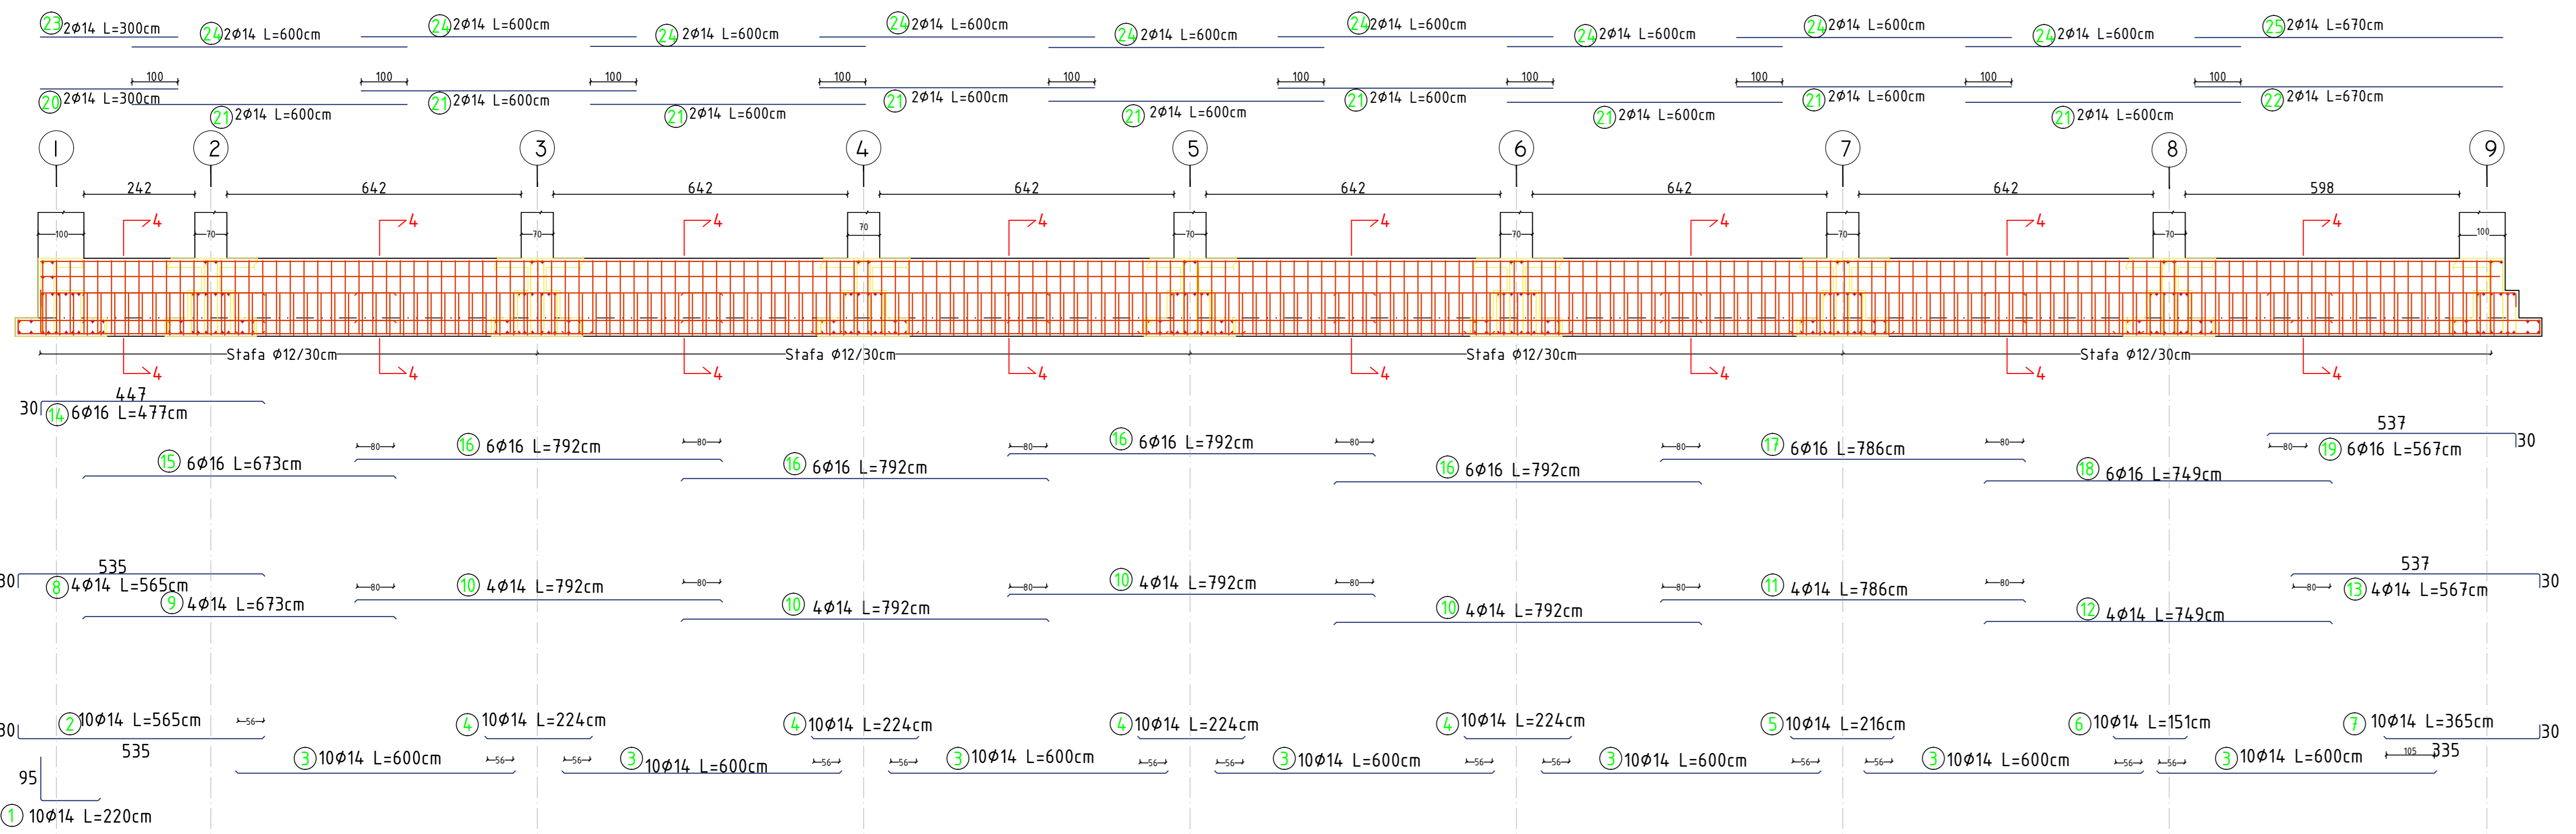 23 2Ø14 L=300cm
24 2Ø14 L=600cm
24 2Ø14 L=600cm
24 2Ø14 L=600cm
24 2Ø14 L=600cm
24 2Ø14 L=600cm
24 2Ø14 L=600cm
24 2Ø14 L=600cm
24 2Ø14 L=600cm
24 2Ø14 L=600cm
25 2Ø14 L=670cm
100 100 100 100 100 100 100 100 100 100
20 2Ø14 L=300cm
21 2Ø14 L=600cm
21 2Ø14 L=600cm
21 2Ø14 L=600cm
21 2Ø14 L=600cm
21 2Ø14 L=600cm
21 2Ø14 L=600cm
21 2Ø14 L=600cm
21 2Ø14 L=600cm
21 2Ø14 L=600cm
22 2Ø14 L=670cm
1 2 3 4 5 6 7 8 9
242 642 642 642 642 642 642 598
4 4 4 4 4 4 4 4
100 70 70 70 70 70 70 70 100
Stafa Ø12/30cm Stafa Ø12/30cm Stafa Ø12/30cm Stafa Ø12/30cm
4 4 4 4 4 4 4 4
447
30
14 6Ø16 L=477cm
15 6Ø16 L=673cm
80
16 6Ø16 L=792cm
80
16 6Ø16 L=792cm
80
16 6Ø16 L=792cm
80
16 6Ø16 L=792cm
80
17 6Ø16 L=786cm
80
18 6Ø16 L=749cm
80
537
30
19 6Ø16 L=567cm
535
30
8 4Ø14 L=565cm
9 4Ø14 L=673cm
80
10 4Ø14 L=792cm
80
10 4Ø14 L=792cm
80
10 4Ø14 L=792cm
80
10 4Ø14 L=792cm
80
11 4Ø14 L=786cm
80
12 4Ø14 L=749cm
80
537
30
13 4Ø14 L=567cm
30
2 10Ø14 L=565cm
56
535
4 10Ø14 L=224cm
4 10Ø14 L=224cm
4 10Ø14 L=224cm
4 10Ø14 L=224cm
5 10Ø14 L=216cm
6 10Ø14 L=151cm
7 10Ø14 L=365cm
30
3 10Ø14 L=600cm
56 56
3 10Ø14 L=600cm
56 56
3 10Ø14 L=600cm
56 56
3 10Ø14 L=600cm
56 56
3 10Ø14 L=600cm
56 56
3 10Ø14 L=600cm
56 56
3 10Ø14 L=600cm
105
335
95
1 10Ø14 L=220cm